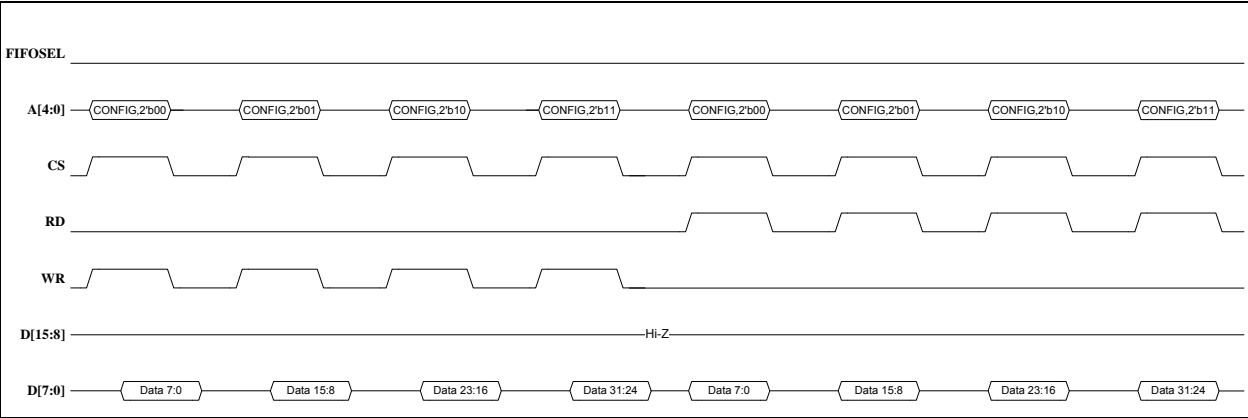 FIFOSEL
A[4:0] CONFIG,2'b00 CONFIG,2'b01 CONFIG,2'b10 CONFIG,2'b11 CONFIG,2'b00 CONFIG,2'b01 CONFIG,2'b10 CONFIG,2'b11
CS
RD
WR
D[15:8] Hi-Z
D[7:0] Data 7:0 Data 15:8 Data 23:16 Data 31:24 Data 7:0 Data 15:8 Data 23:16 Data 31:24